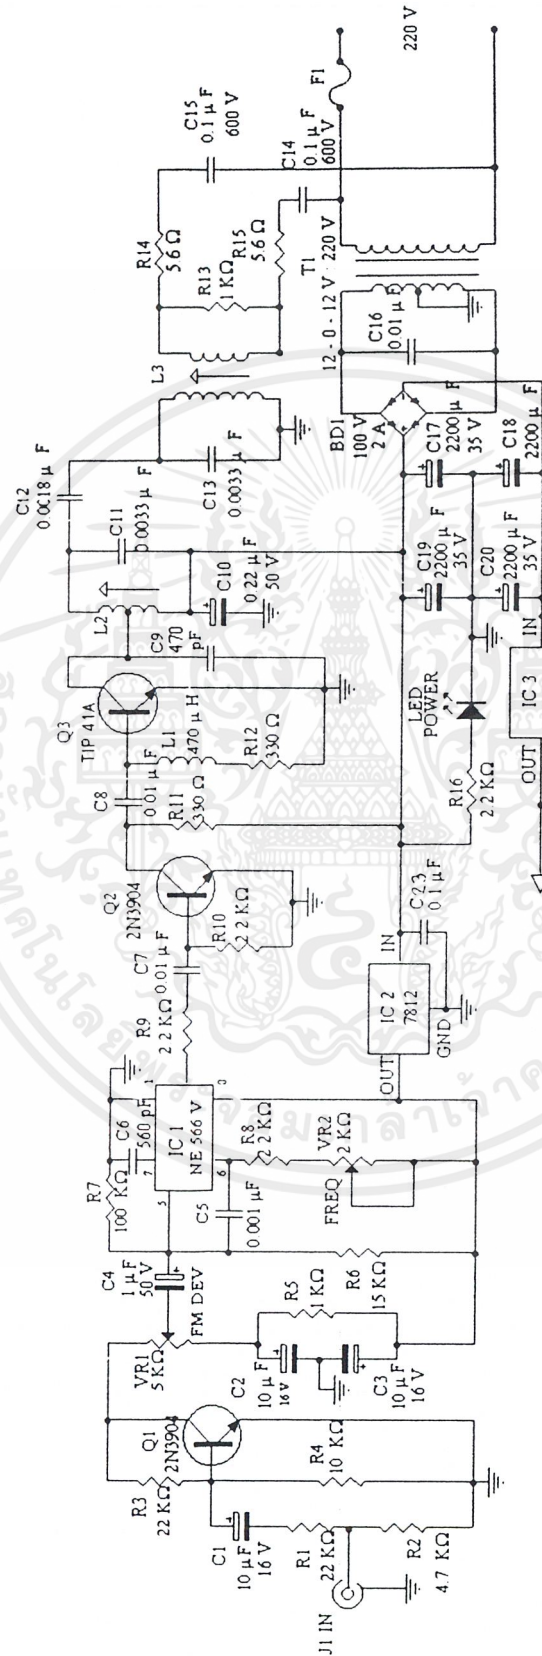 J1 IN
C1
10 μF
16 V
R1
22 KΩ
R2
4.7 KΩ
R3
22 KΩ
Q1
2N3904
R4
10 KΩ
VR1
5 KΩ
FM DEV
C2
10 μF
16 V
C3
10 μF
16 V
R5
1 KΩ
R6
15 KΩ
C4
1 μF
50 V
R7
100 KΩ
C6
560 pF
5
7
1
6
IC 1
NE 566 V
C5
0.001 μF
R8
2.2 KΩ
VR2
2 KΩ
FREQ
R9
2.2 KΩ
C7
0.01 μF
Q2
2N3904
R10
2.2 KΩ
OUT
IC 2
7812
IN
GND
C23
0.1 μF
C8
0.01 μF
R11
330 Ω
Q3
TIP 41A
L1
470 μH
R12
330 Ω
R16
2.2 KΩ
LED
POWER
OUT
IC 3
IN
L2
C9
470
pF
C10
0.22 μF
50 V
C11
0.0033 μF
C12
0.0018 μF
C13
0.0033 μF
L3
C19
2200 μF
35 V
C20
2200 μF
35 V
C17
2200 μF
35 V
C18
2200 μF
BD1
100 V
2 A
C16
0.01 μF
12 - 0 - 12 V : 220 V
T1
R13
1 KΩ
R14
5.6 Ω
R15
5.6 Ω
C14
0.1 μF
600 V
C15
0.1 μF
600 V
F1
220 V